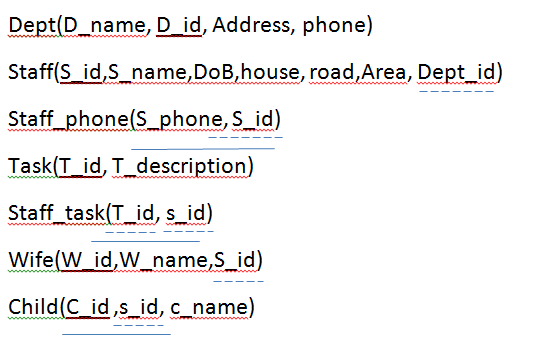 Dept(D_name, D_id, Address, phone)
Staff(S_id,S_name,DoB,house, road,Area, Dept_id)
Staff_phone(S_phone, S_id)
Task(T_id, T_description)
Staff_task(T_id, s_id)
Wife(W_id,W_name,S_id)
Child(C_id ,s_id, c_name)